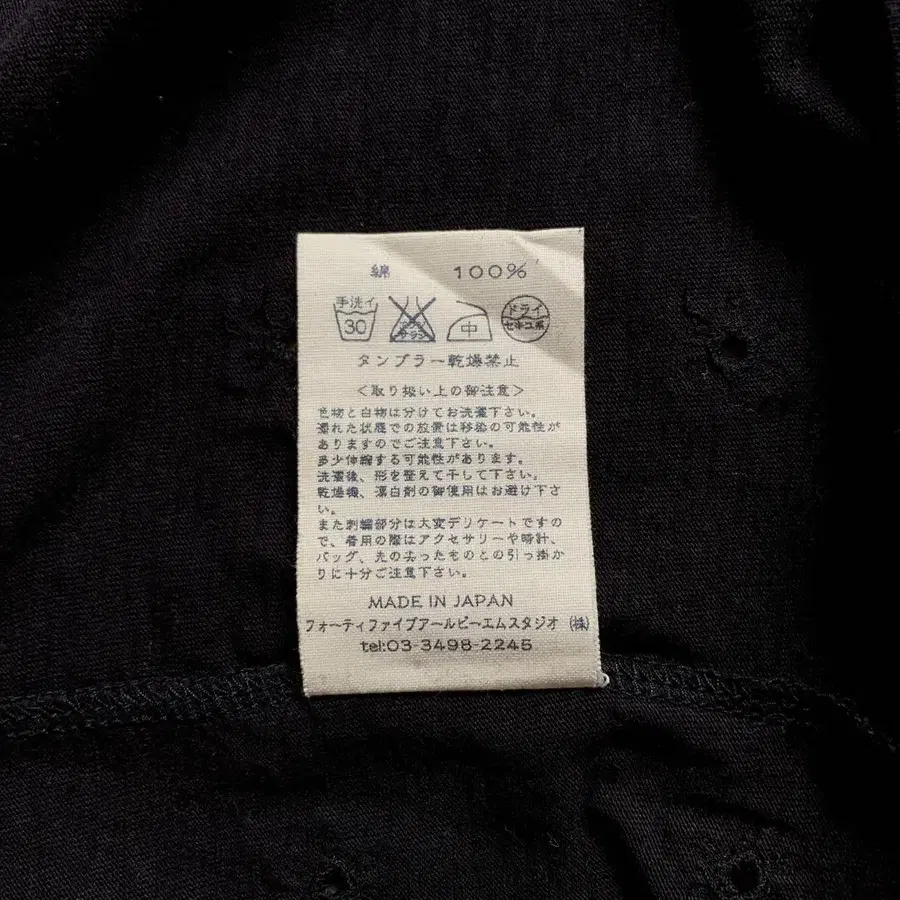 綿 100%
手洗イ
30
中
ドライ
セキユ系
タンブラー乾燥禁止
<取り扱い上の御注意>
色物と白物は分けてお洗濯下さい。
濡れた状態での放置は移染の可能性が
ありますのでご注意下さい。
多少伸縮する可能性があります。
洗濯後、形を整えて干して下さい。
乾燥機、漂白剤の御使用はお避け下さ
い。
また刺繍部分は大変デリケートですの
で、着用の際はアクセサリーや時計、
バッグ、先の尖ったものとの引っ掛か
りに十分ご注意下さい。
MADE IN JAPAN
フォーティファイブアールピーエムスタジオ (株)
tel:03-3498-2245